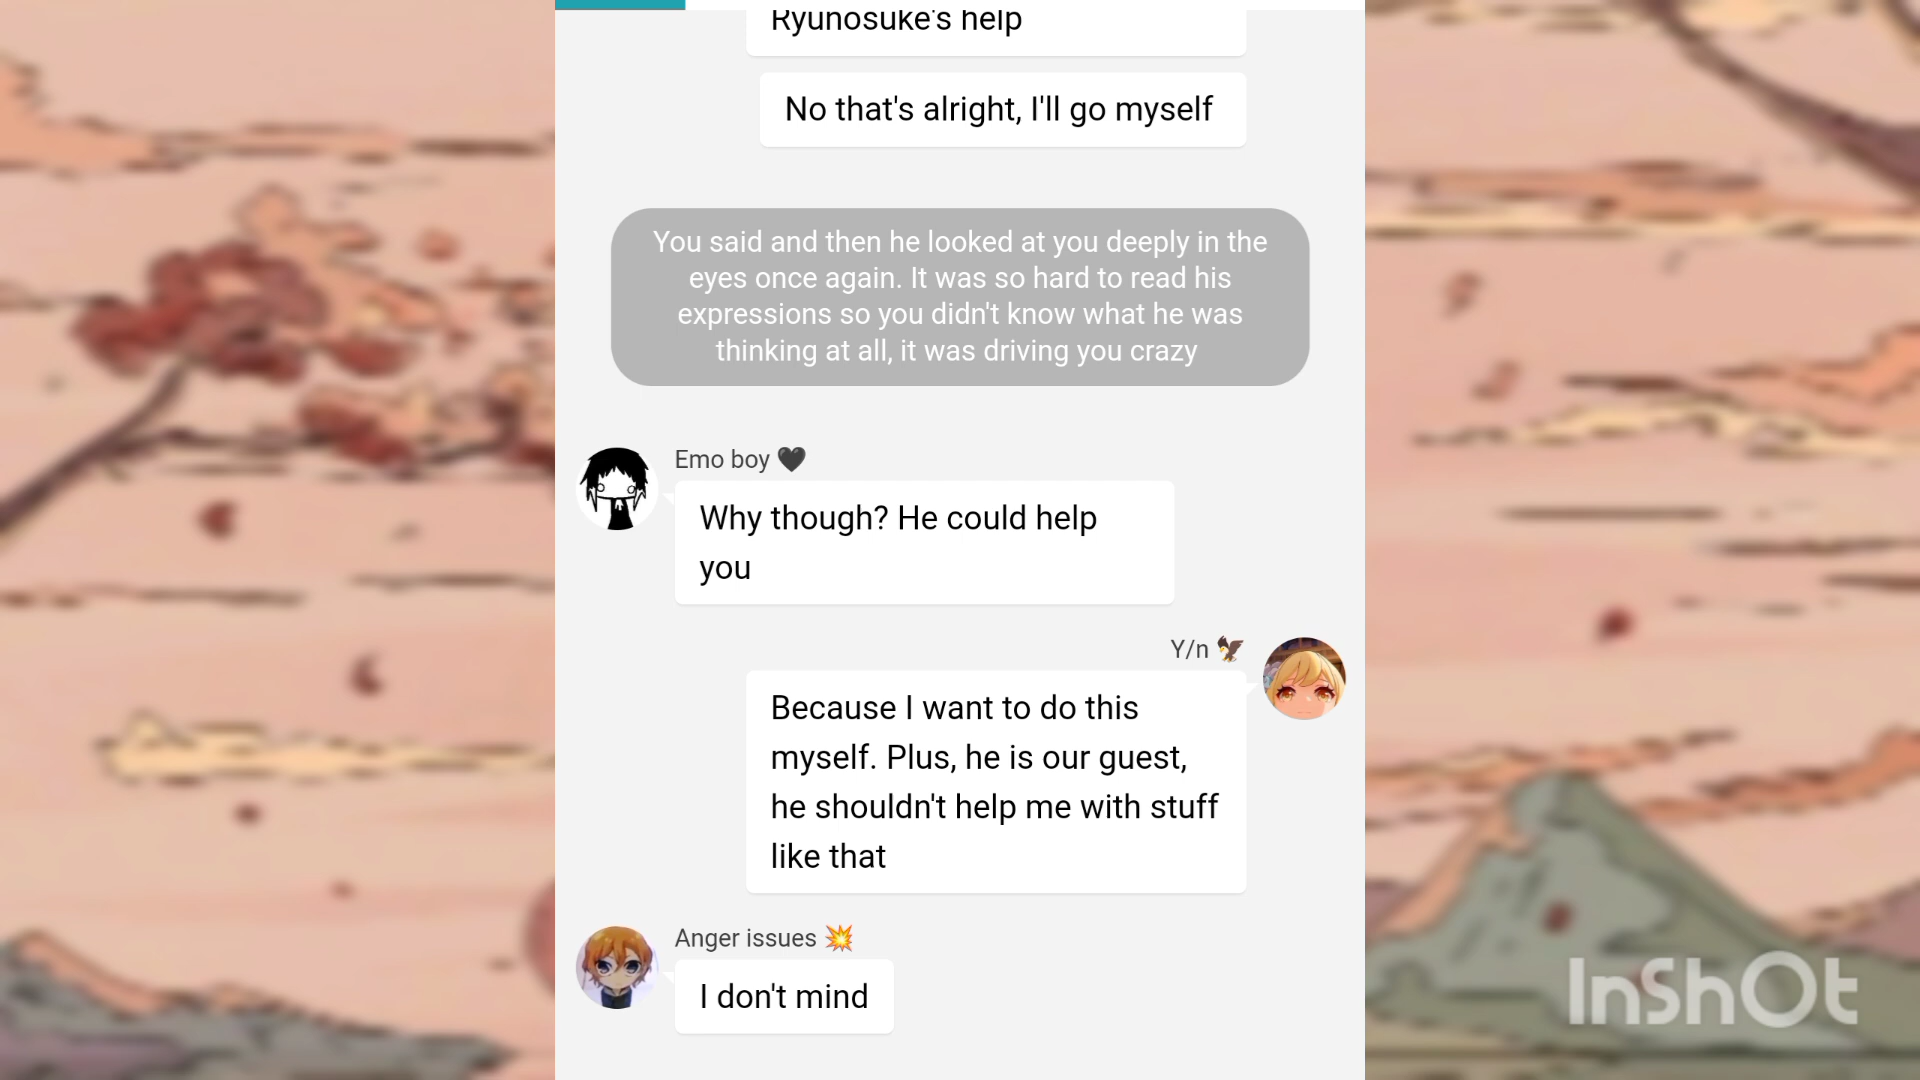 Ryunosuke's help
No that's alright, I'll go myself
You said and then he looked at you deeply in the
eyes once again. It was so hard to read his
expressions so you didn't know what he was
thinking at all, it was driving you crazy
Emo boy 🖤
Why though? He could help
you
Y/n 🦅
Because I want to do this
myself. Plus, he is our guest,
he shouldn't help me with stuff
like that
Anger issues 💥
I don't mind
InShOt